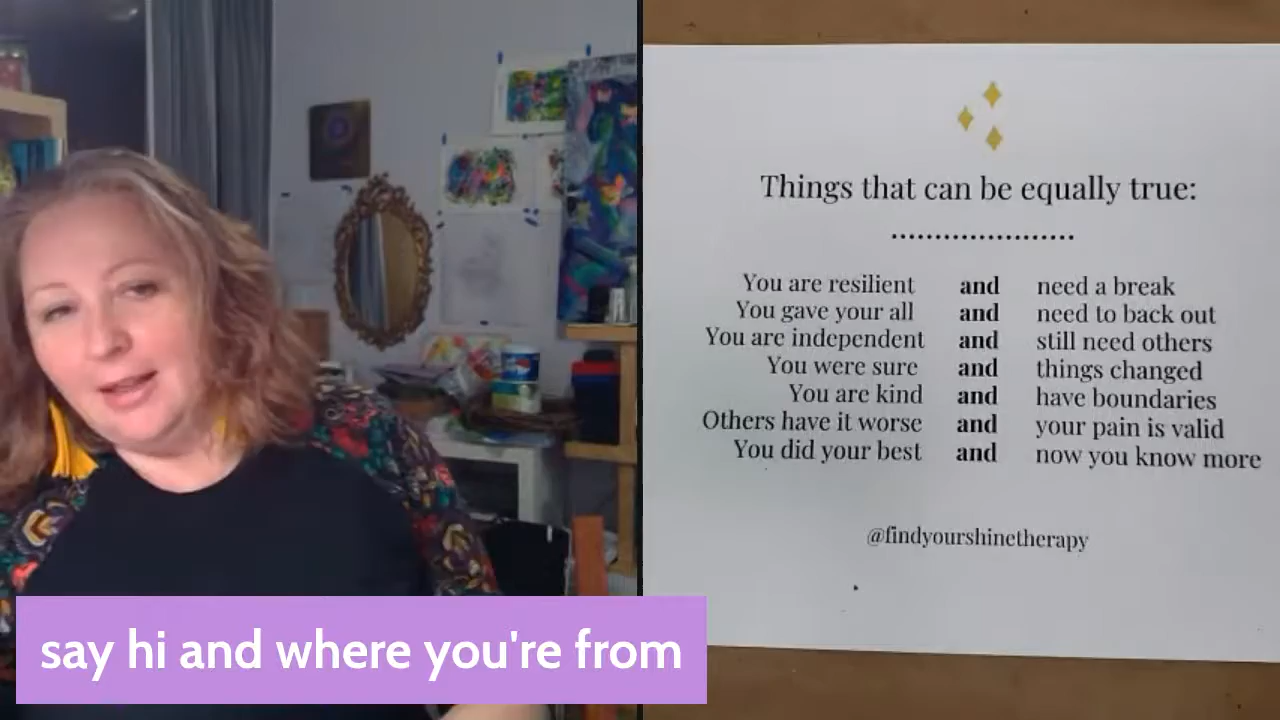 Things that can be equally true:
.....................
You are resilient and need a break
You gave your all and need to back out
You are independent and still need others
You were sure and things changed
You are kind and have boundaries
Others have it worse and your pain is valid
You did your best and now you know more
@findyourshinetherapy
say hi and where you're from